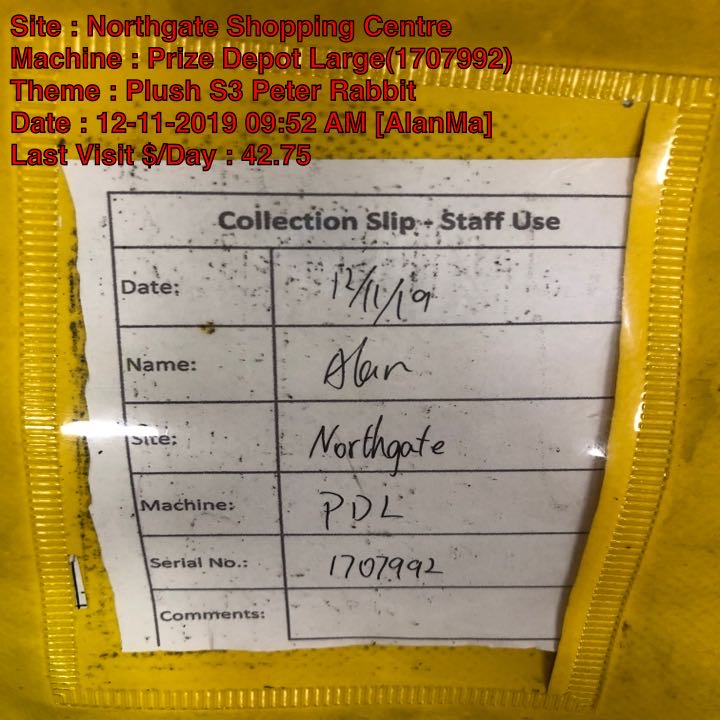 Site : Northgate Shopping Centre
Machine : Prize Depot Large(1707992)
Theme : Plush S3 Peter Rabbit
Date : 12-11-2019 09:52 AM [AlanMa]
Last Visit $/Day : 42.75
Collection Slip - Staff Use
Date: 12/11/19
Name: Alan
Site: Northgate
Machine: PDL
Serial No.: 1707992
Comments: